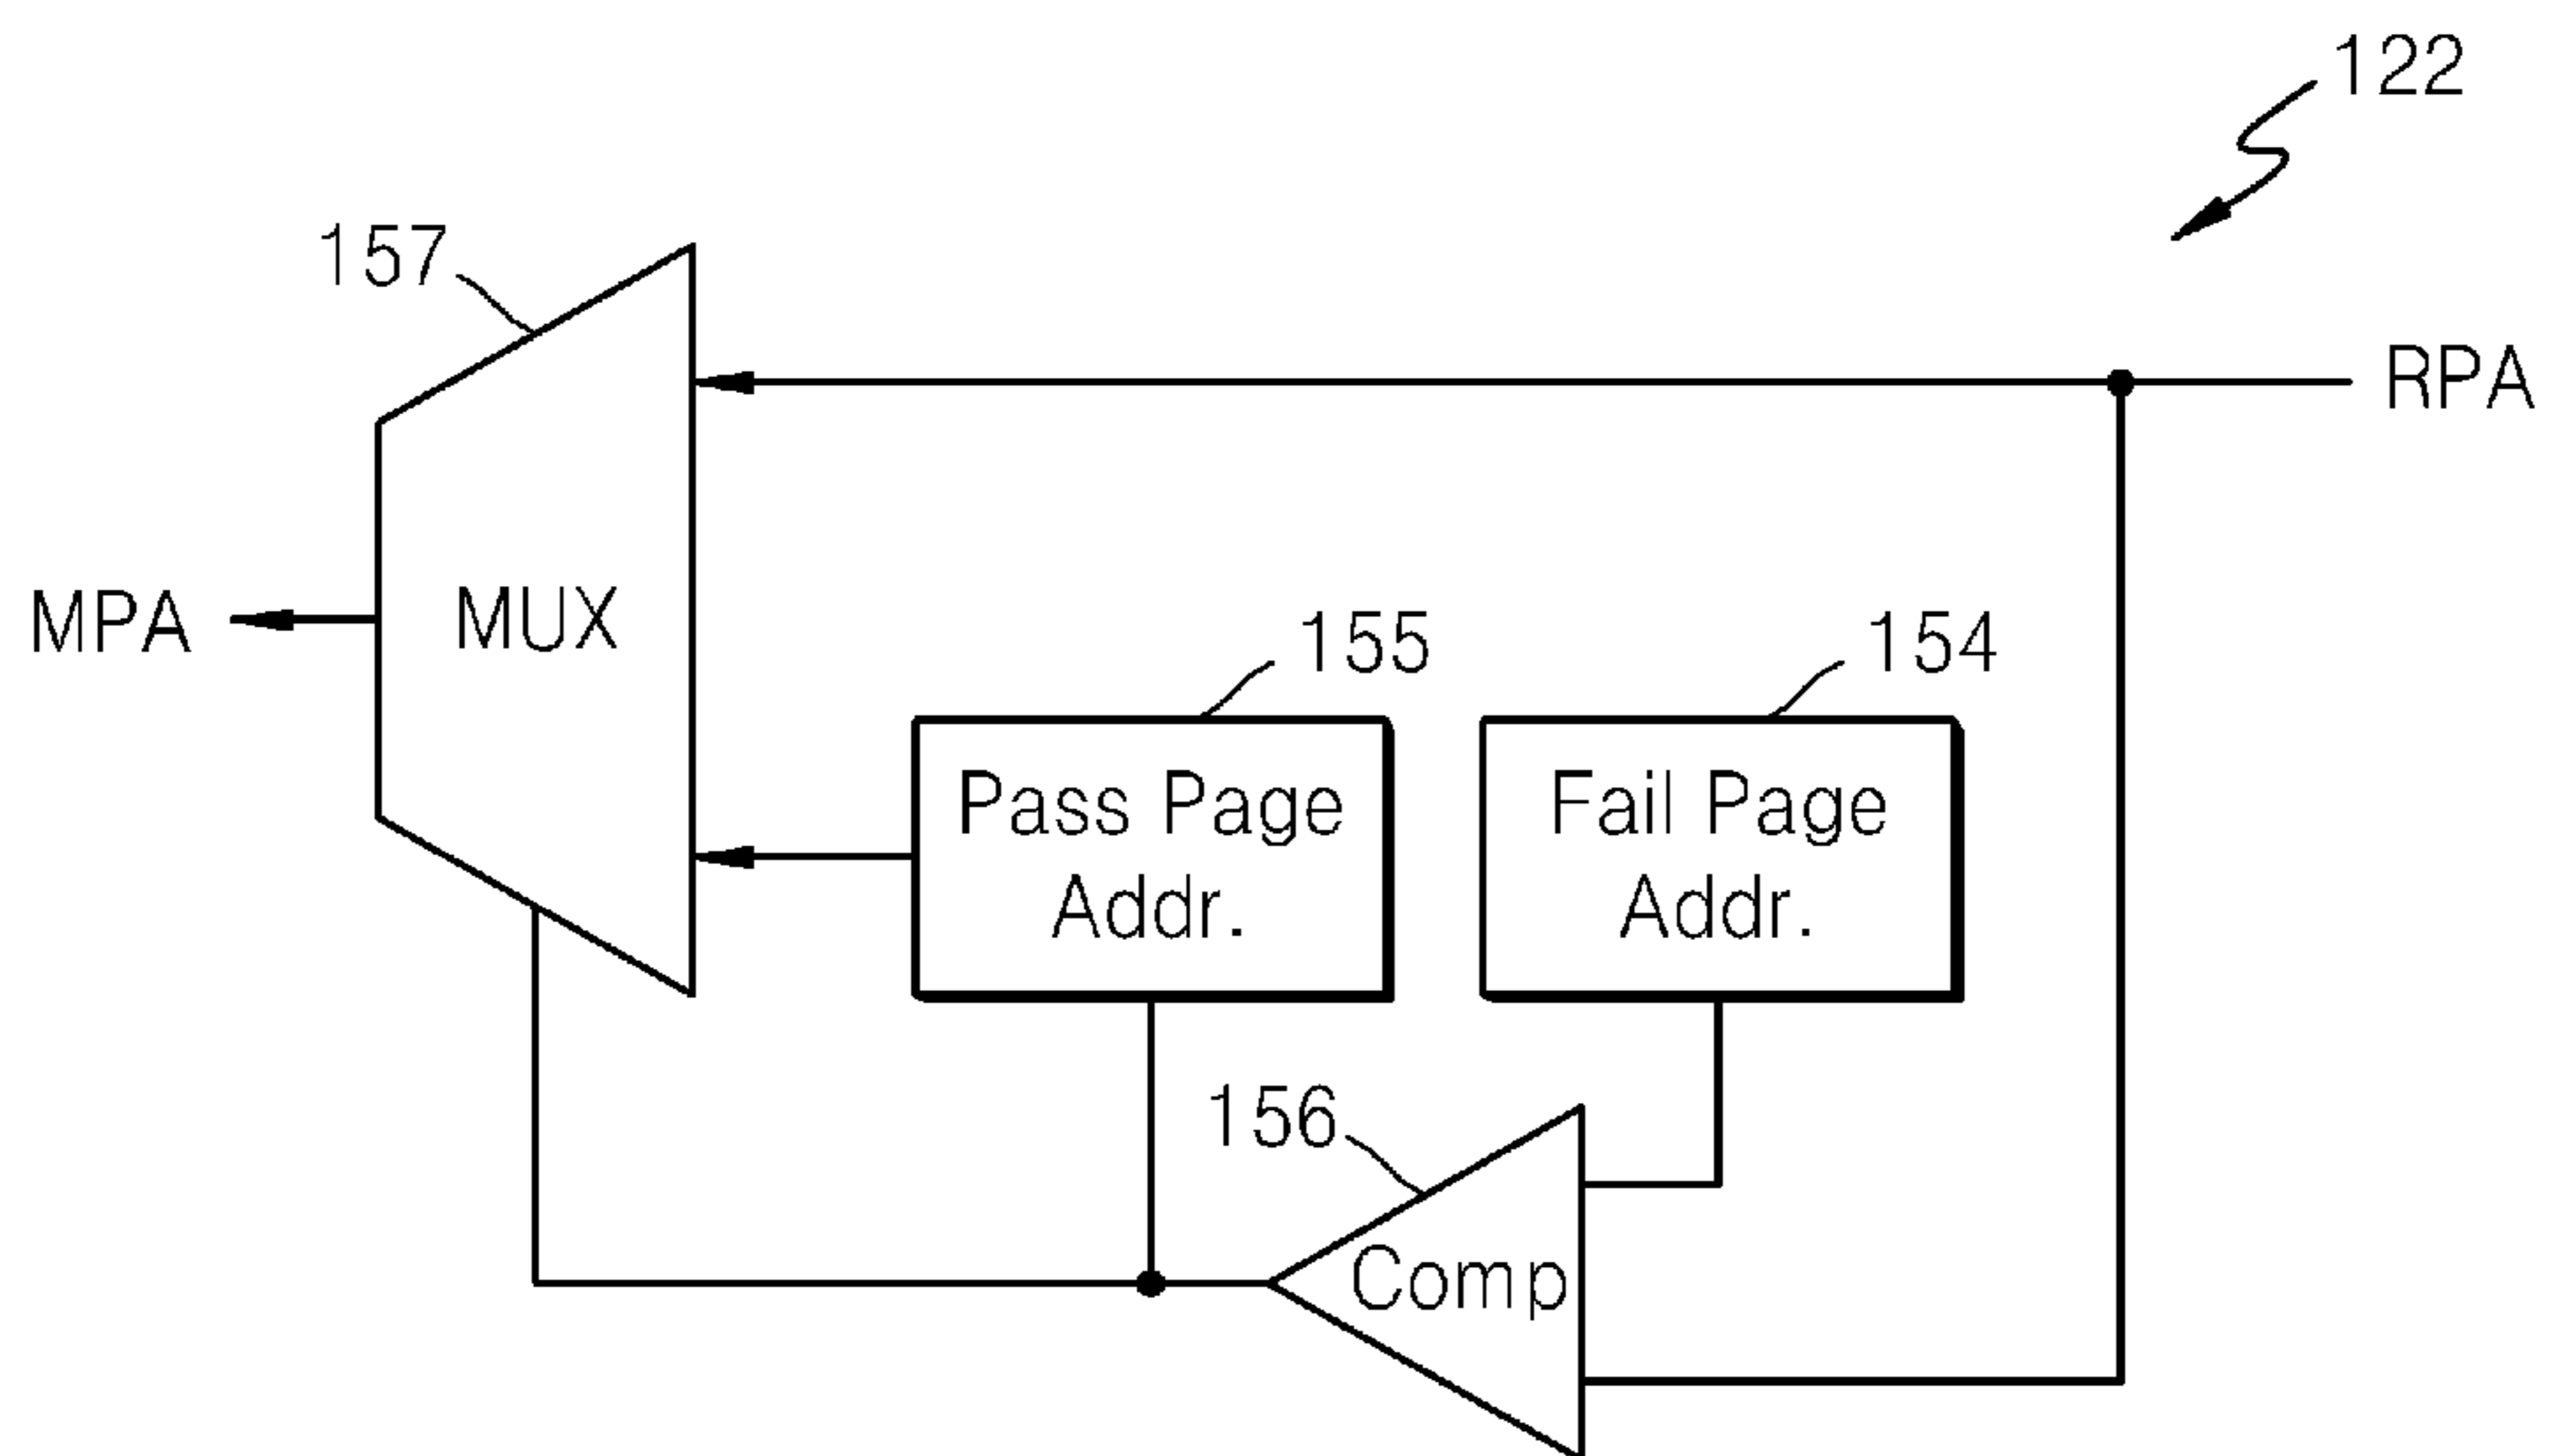 122
157
RPA
MPA
MUX
155
154
Pass Page
Addr.
Fail Page
Addr.
156
Comp